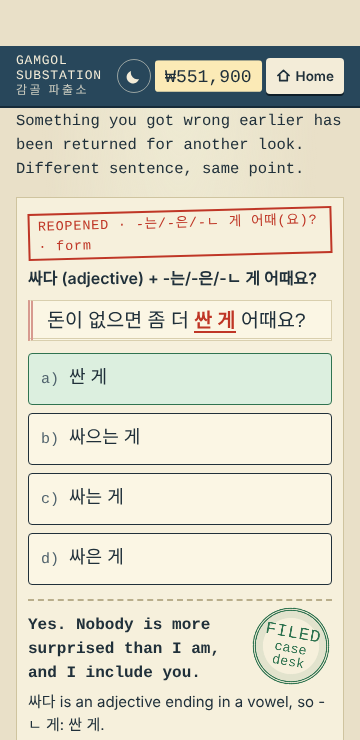 GAMGOL
SUBSTATION
감골 파출소
₩551,900
Home
Something you got wrong earlier has
been returned for another look.
Different sentence, same point.
REOPENED · -는/-은/-ㄴ 게 어때(요)?
· form
싸다 (adjective) + -는/-은/-ㄴ 게 어때요?
돈이 없으면 좀 더 싼 게 어때요?
a) 싼 게
b) 싸으는 게
c) 싸는 게
d) 싸은 게
Yes. Nobody is more
surprised than I am,
and I include you.
FILED
case
desk
싸다 is an adjective ending in a vowel, so -
ㄴ 게: 싼 게.